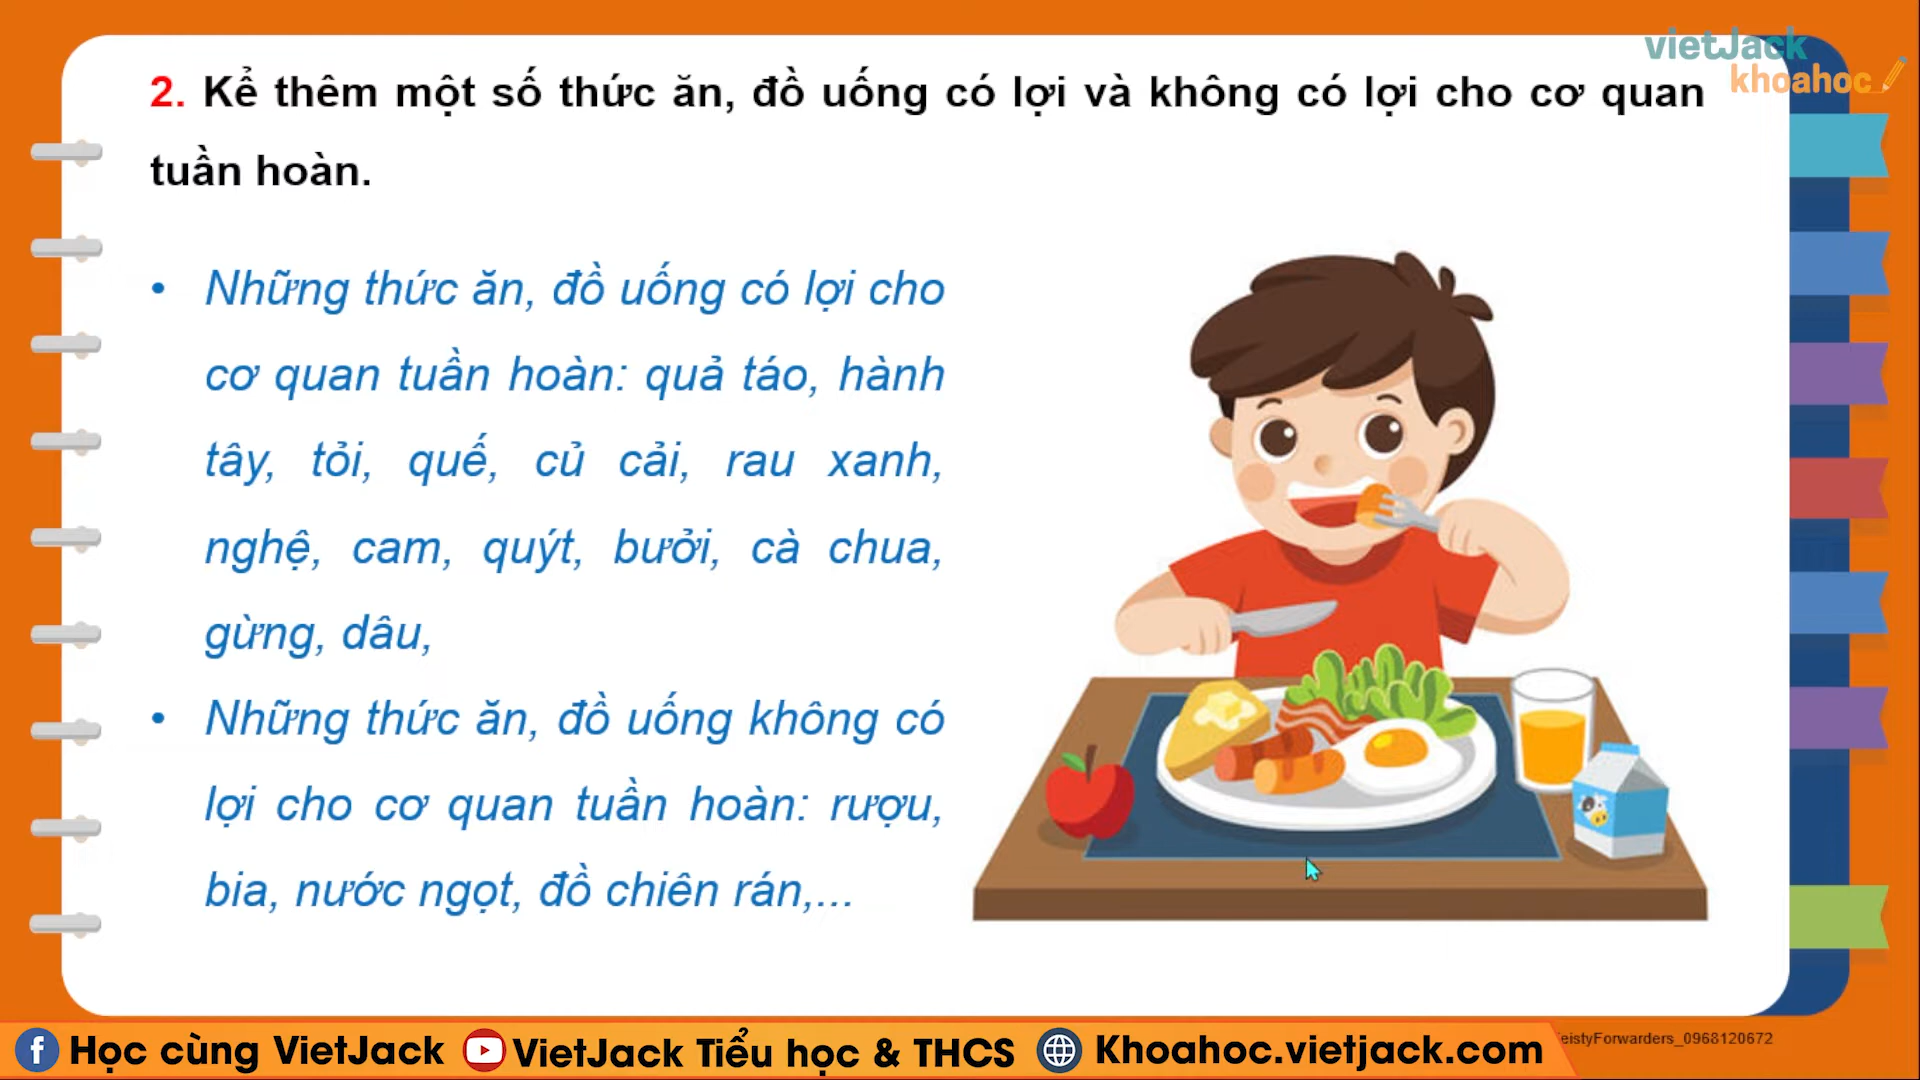 vietJack
khoahoc
2. Kể thêm một số thức ăn, đồ uống có lợi và không có lợi cho cơ quan
tuần hoàn.
• Những thức ăn, đồ uống có lợi cho
cơ quan tuần hoàn: quả táo, hành
tây, tỏi, quế, củ cải, rau xanh,
nghệ, cam, quýt, bưởi, cà chua,
gừng, dâu,
• Những thức ăn, đồ uống không có
lợi cho cơ quan tuần hoàn: rượu,
bia, nước ngọt, đồ chiên rán,...
Học cùng VietJack
VietJack Tiểu học & THCS
Khoahoc.vietjack.com
eistyForwarders_0968120672